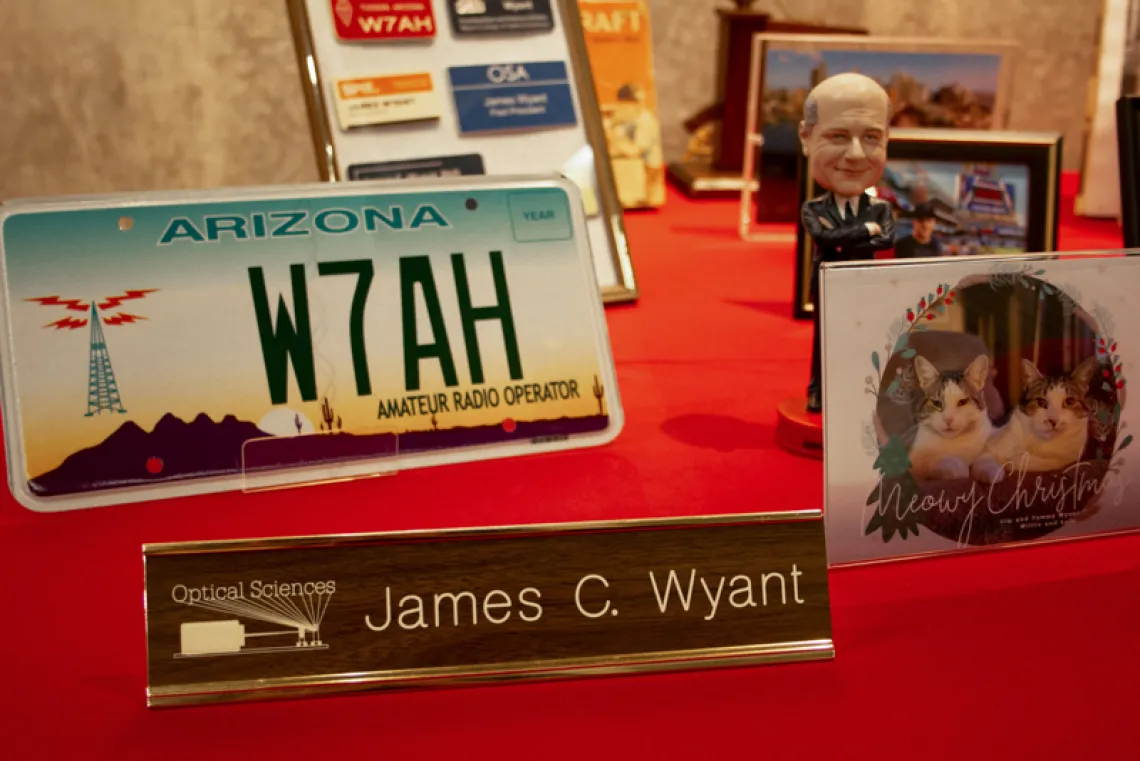 W7AH
Wyant
OSA
James Wyant
Past President
JAMES WYANT
RAFT
ARIZONA
YEAR
W7AH
AMATEUR RADIO OPERATOR
Meowy Christmas
Optical Sciences
James C. Wyant